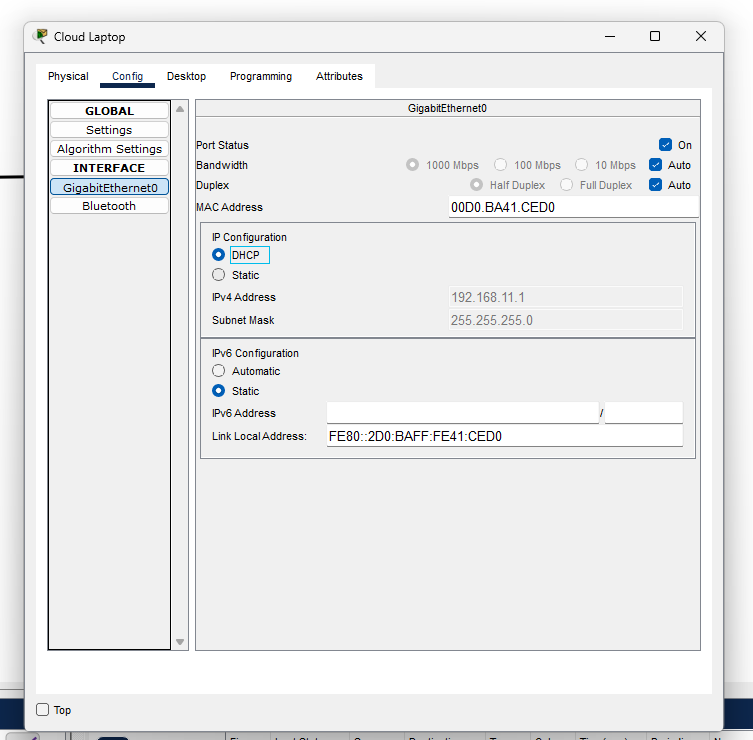 Cloud Laptop
Physical Config Desktop Programming Attributes
GLOBAL
Settings
Algorithm Settings
INTERFACE
GigabitEthernet0
Bluetooth
GigabitEthernet0
Port Status On
Bandwidth 1000 Mbps 100 Mbps 10 Mbps Auto
Duplex Half Duplex Full Duplex Auto
MAC Address 00D0.BA41.CED0
IP Configuration
DHCP
Static
IPv4 Address 192.168.11.1
Subnet Mask 255.255.255.0
IPv6 Configuration
Automatic
Static
IPv6 Address /
Link Local Address: FE80::2D0:BAFF:FE41:CED0
Top